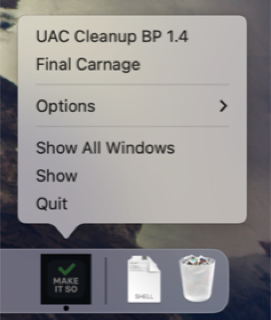 UAC Cleanup BP 1.4
Final Carnage
Options
Show All Windows
Show
Quit
MAKE
IT SO
SHELL